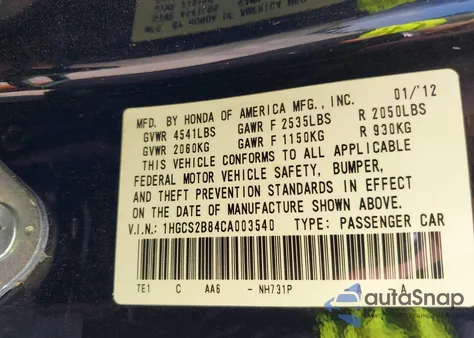 MFD. BY HONDA OF AMERICA MFG., INC. 01/'12
GVWR 4541LBS GAWR F 2535LBS R 2050LBS
GVWR 2060KG GAWR F 1150KG R 930KG
THIS VEHICLE CONFORMS TO ALL APPLICABLE
FEDERAL MOTOR VEHICLE SAFETY, BUMPER,
AND THEFT PREVENTION STANDARDS IN EFFECT
ON THE DATE OF MANUFACTURE SHOWN ABOVE.
V.I.N.: 1HGCS2B84CA003540 TYPE: PASSENGER CAR
TE1 C AA6 -NH731P A A
autaSnap